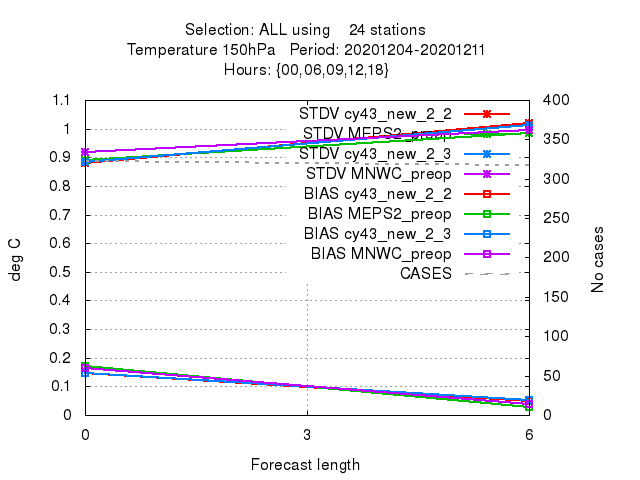 Selection: ALL using 24 stations
Temperature 150hPa Period: 20201204-20201211
Hours: {00,06,09,12,18}
1.1
1
0.9
0.8
0.7
0.6
0.5
0.4
0.3
0.2
0.1
0
deg C
STDV cy43_new_2_2
STDV MEPS2_preop
STDV cy43_new_2_3
STDV MNWC_preop
BIAS cy43_new_2_2
BIAS MEPS2_preop
BIAS cy43_new_2_3
BIAS MNWC_preop
CASES
400
350
300
250
200
150
100
50
0
No cases
0 3 6
Forecast length